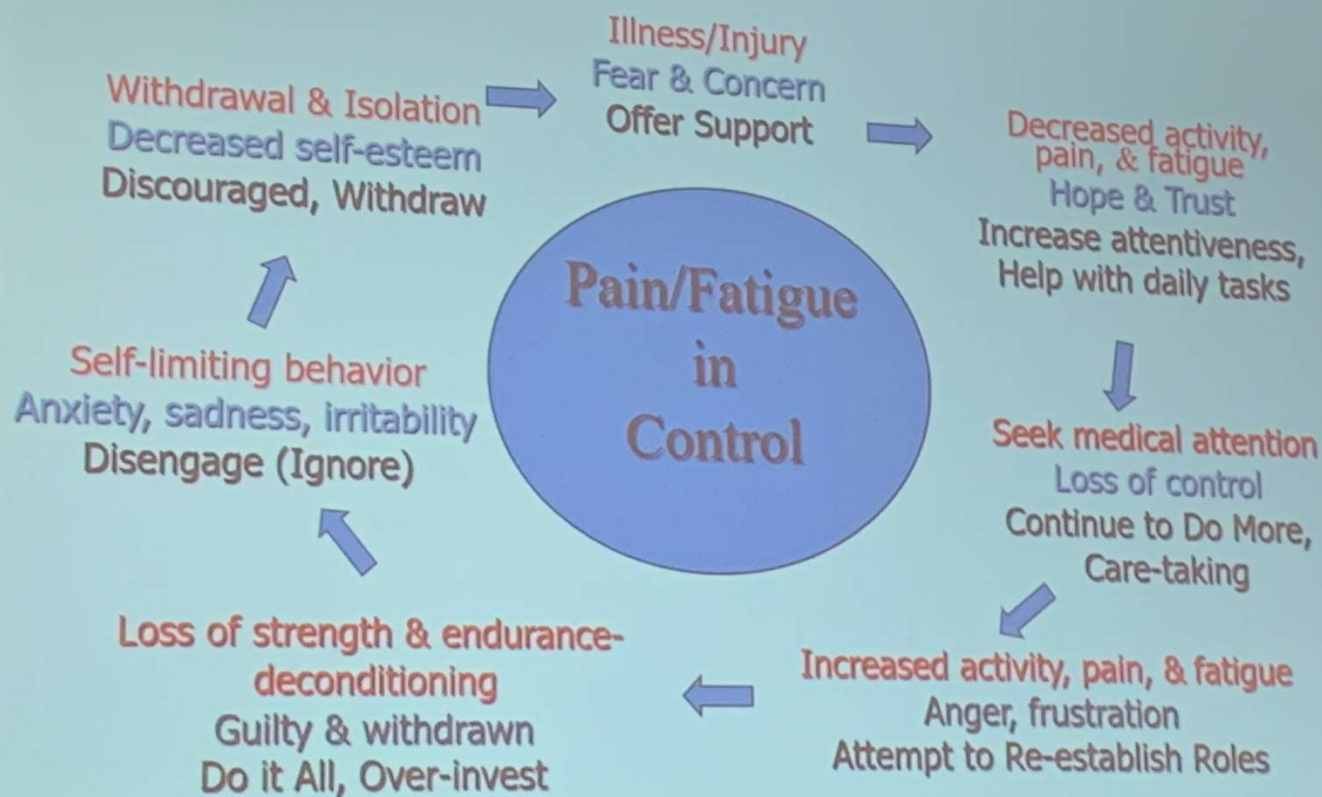 Illness/Injury
Fear & Concern
Offer Support
Decreased activity,
pain, & fatigue
Hope & Trust
Increase attentiveness,
Help with daily tasks
Seek medical attention
Loss of control
Continue to Do More,
Care-taking
Increased activity, pain, & fatigue
Anger, frustration
Attempt to Re-establish Roles
Loss of strength & endurance-
deconditioning
Guilty & withdrawn
Do it All, Over-invest
Self-limiting behavior
Anxiety, sadness, irritability
Disengage (Ignore)
Withdrawal & Isolation
Decreased self-esteem
Discouraged, Withdraw
Pain/Fatigue
in
Control